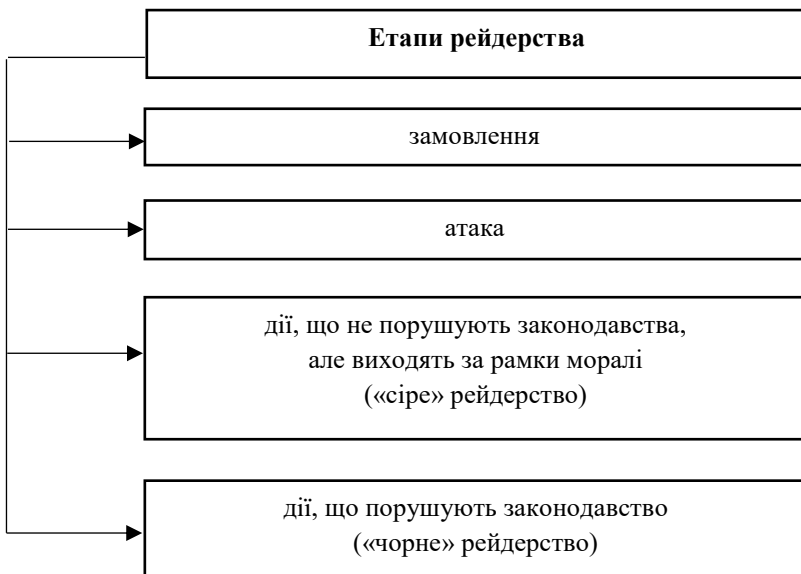 Етапи рейдерства
замовлення
атака
дії, що не порушують законодавства,
але виходять за рамки моралі
(«сіре» рейдерство)
дії, що порушують законодавство
(«чорне» рейдерство)